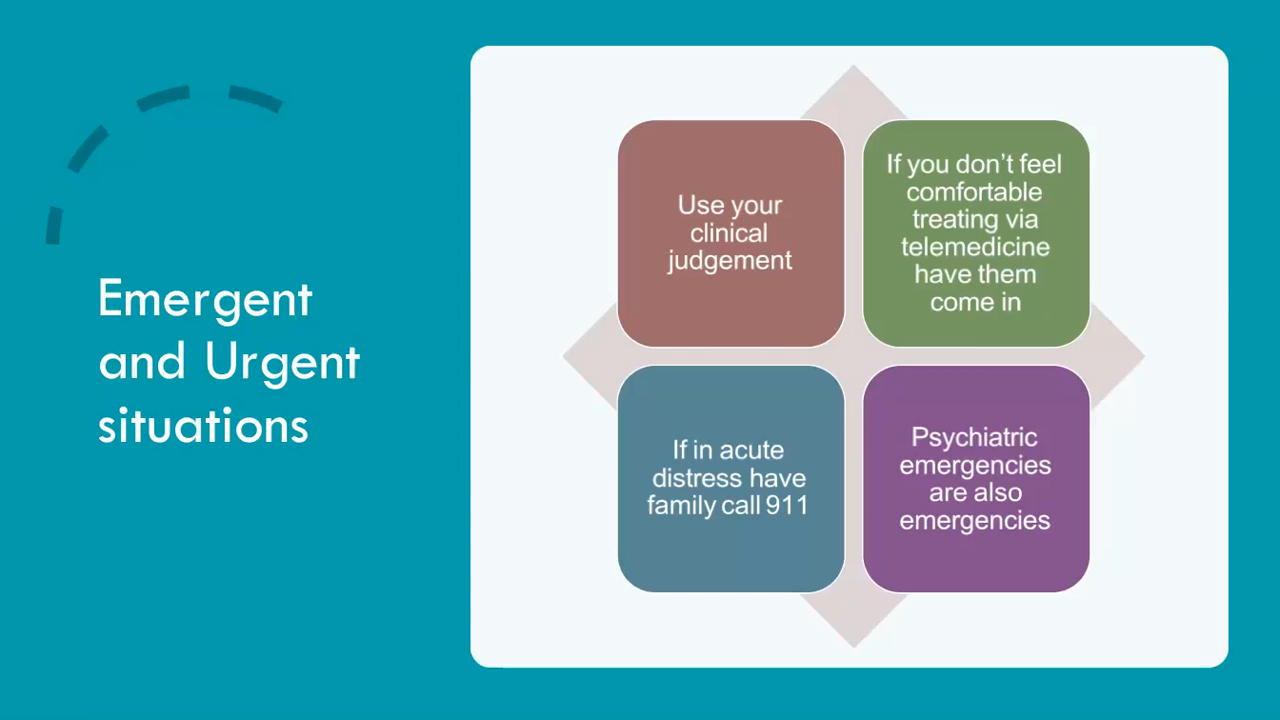 Emergent
and Urgent
situations
Use your
clinical
judgement
If you don’t feel
comfortable
treating via
telemedicine
have them
come in
If in acute
distress have
family call 911
Psychiatric
emergencies
are also
emergencies